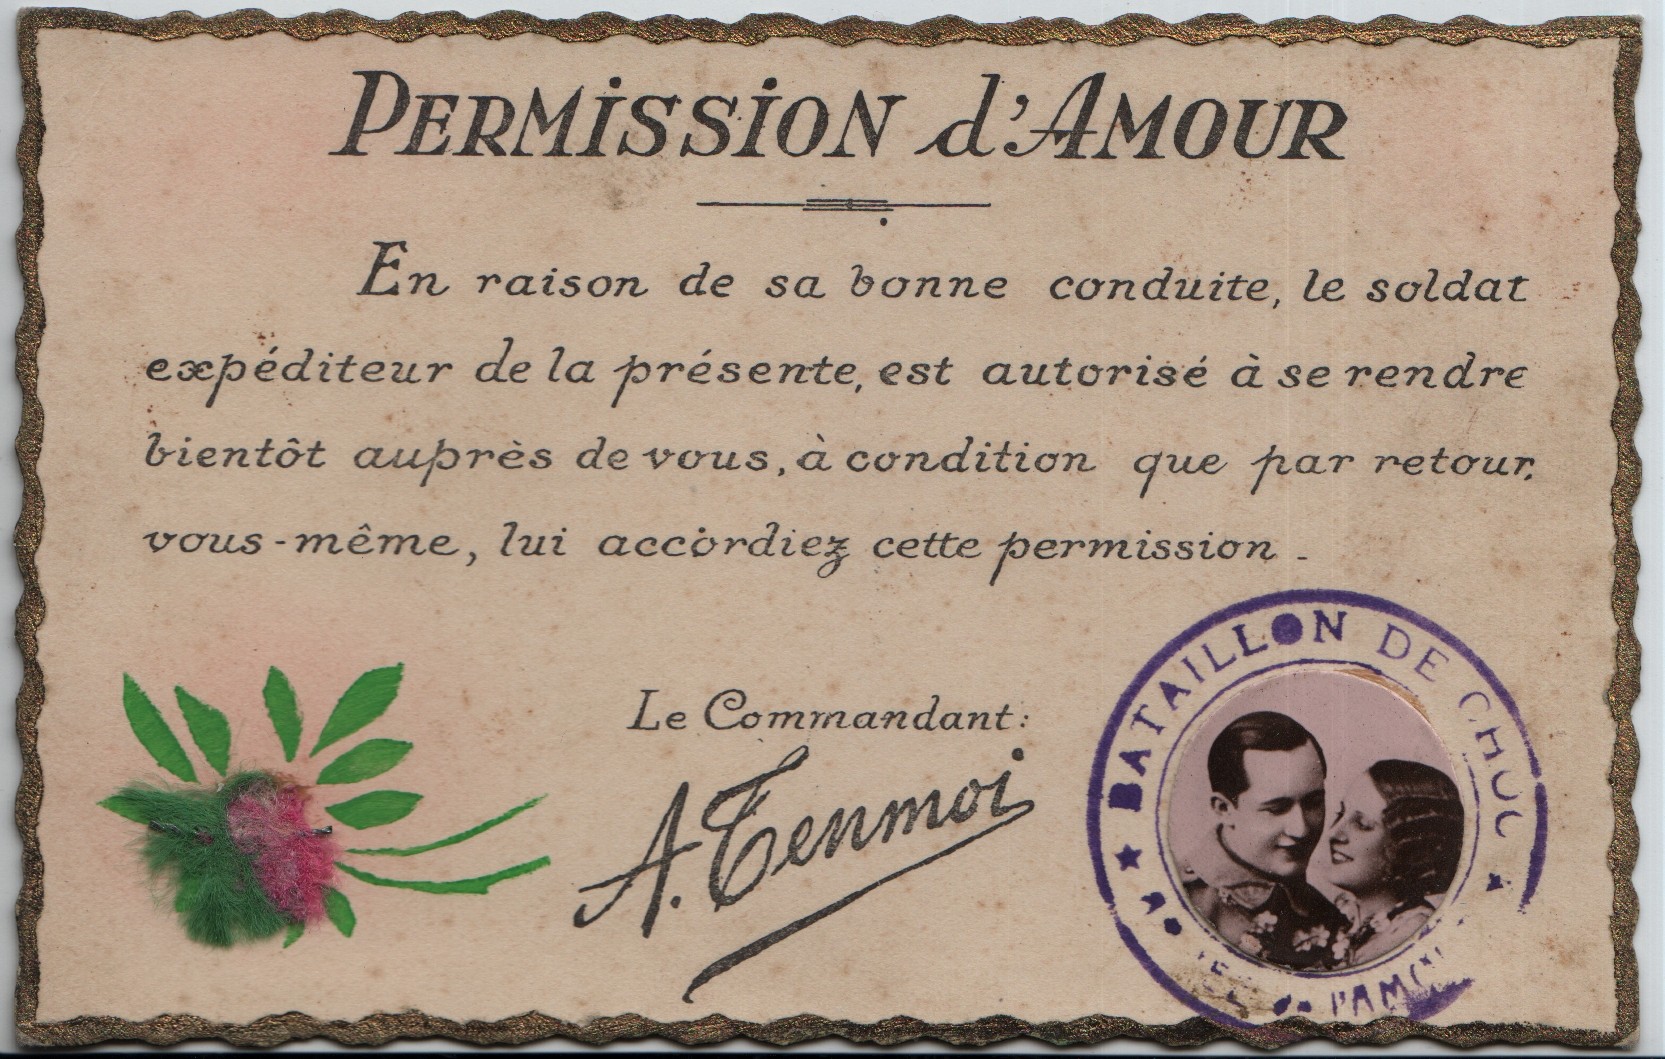 PERMISSION d'AMOUR
En raison de sa bonne conduite, le soldat
expéditeur de la présente, est autorisé à se rendre
bientôt auprès de vous, à condition que par retour,
vous-même, lui accordiez cette permission.
Le Commandant:
A. Tenmoi
BATAILLON DE CHOC